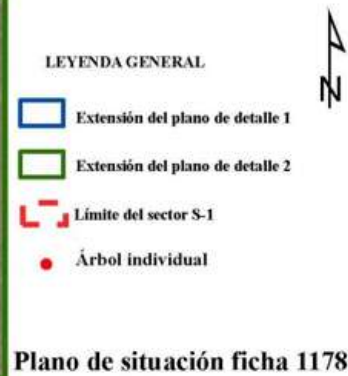 LEYENDA GENERAL
N
Extensión del plano de detalle 1
Extensión del plano de detalle 2
Límite del sector S-1
Árbol individual
Plano de situación ficha 1178